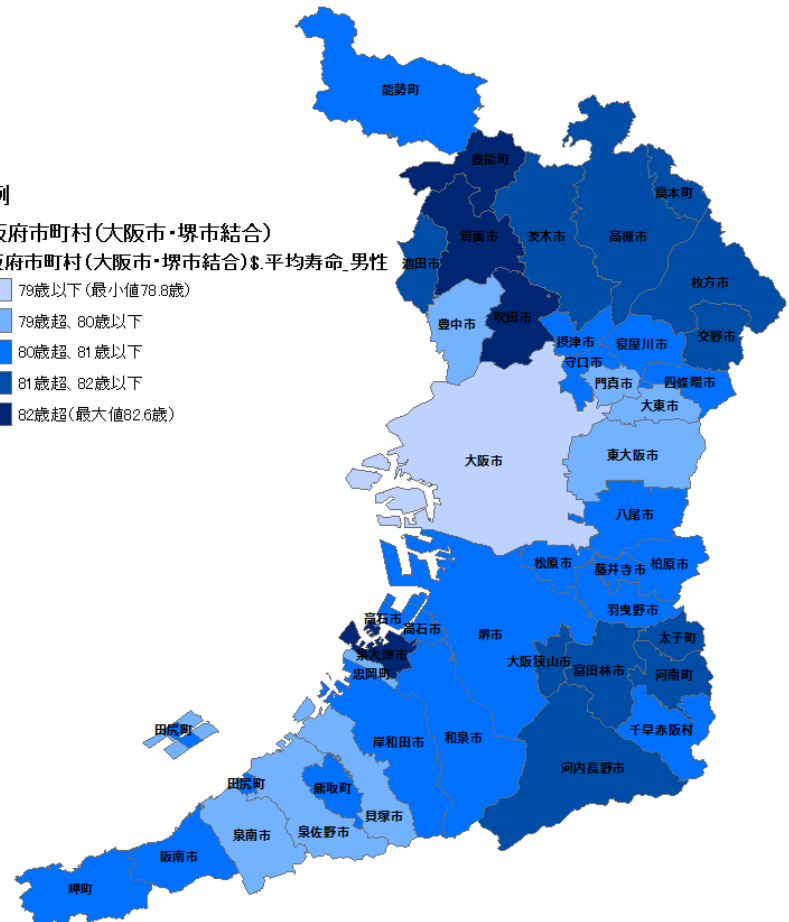 例
阪府市町村(大阪市・堺市結合)
阪府市町村(大阪市・堺市結合)$.平均寿命_男性
79歳以下(最小値78.8歳)
79歳超、80歳以下
80歳超、81歳以下
81歳超、82歳以下
82歳超(最大値82.6歳)
能勢町
豊能町
島本町
箕面市
茨木市
高槻市
池田市
枚方市
豊中市
吹田市
交野市
摂津市
寝屋川市
守口市
門真市
四條畷市
大東市
大阪市
東大阪市
八尾市
松原市
藤井寺市
柏原市
羽曳野市
高石市
高石市
堺市
太子町
泉大津市
大阪狭山市
富田林市
河南町
忠岡町
田尻町
岸和田市
和泉市
千早赤阪村
河内長野市
田尻町
熊取町
貝塚市
泉南市
泉佐野市
阪南市
岬町